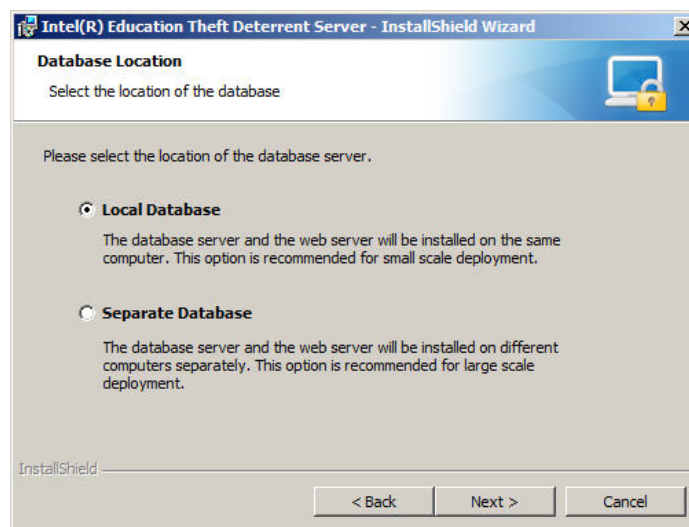 Intel(R) Education Theft Deterrent Server - InstallShield Wizard
Database Location
Select the location of the database
Please select the location of the database server.
Local Database
The database server and the web server will be installed on the same
computer. This option is recommended for small scale deployment.
Separate Database
The database server and the web server will be installed on different
computers separately. This option is recommended for large scale
deployment.
InstallShield
< Back Next > Cancel